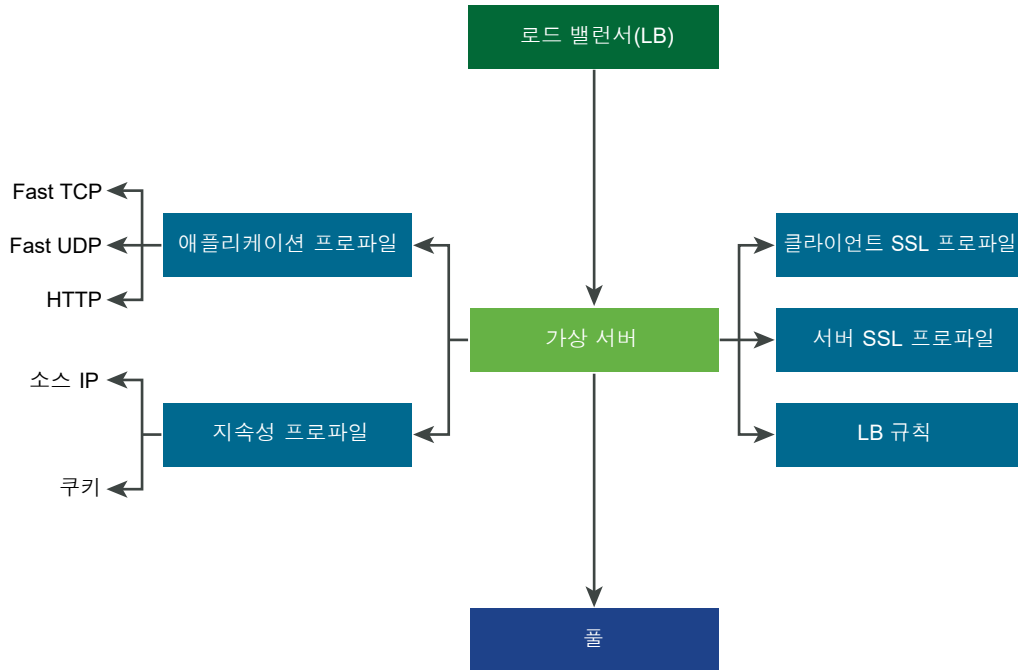 로드 밸런서(LB)
Fast TCP
Fast UDP
HTTP
애플리케이션 프로파일
클라이언트 SSL 프로파일
가상 서버
서버 SSL 프로파일
소스 IP
쿠키
지속성 프로파일
LB 규칙
풀